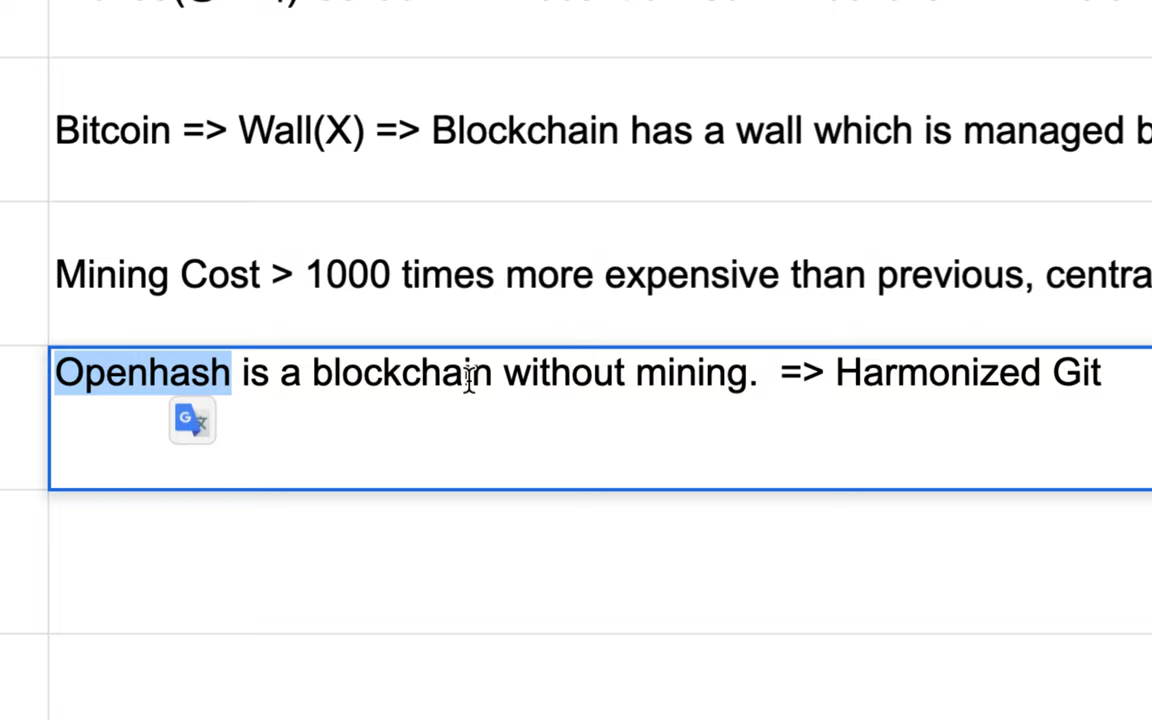 Bitcoin => Wall(X) => Blockchain has a wall which is managed
Mining Cost > 1000 times more expensive than previous,
Openhash is a blockchain without mining.  => Harmonized Git